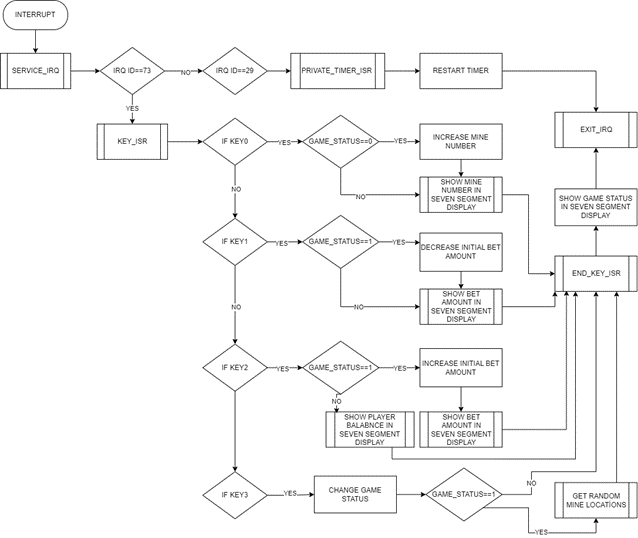 INTERRUPT
SERVICE_IRQ
IRQ ID==73
NO
IRQ ID==29
PRIVATE_TIMER_ISR
RESTART TIMER
YES
KEY_ISR
IF KEY0
YES
GAME_STATUS==0
YES
INCREASE MINE
NUMBER
EXIT_IRQ
NO
NO
SHOW MINE
NUMBER IN
SEVEN SEGMENT
DISPLAY
SHOW GAME STATUS
IN SEVEN SEGMENT
DISPLAY
IF KEY1
YES
GAME_STATUS==1
YES
DECREASE INITIAL BET
AMOUNT
END_KEY_ISR
NO
NO
SHOW BET
AMOUNT IN
SEVEN SEGMENT
DISPLAY
IF KEY2
YES
GAME_STATUS==1
YES
INCREASE INITIAL BET
AMOUNT
NO
SHOW PLAYER
BALABNCE IN
SEVEN SEGMENT
DISPLAY
SHOW BET
AMOUNT IN
SEVEN SEGMENT
DISPLAY
IF KEY3
YES
CHANGE GAME
STATUS
GAME_STATUS==1
NO
YES
GET RANDOM
MINE LOCATIONS